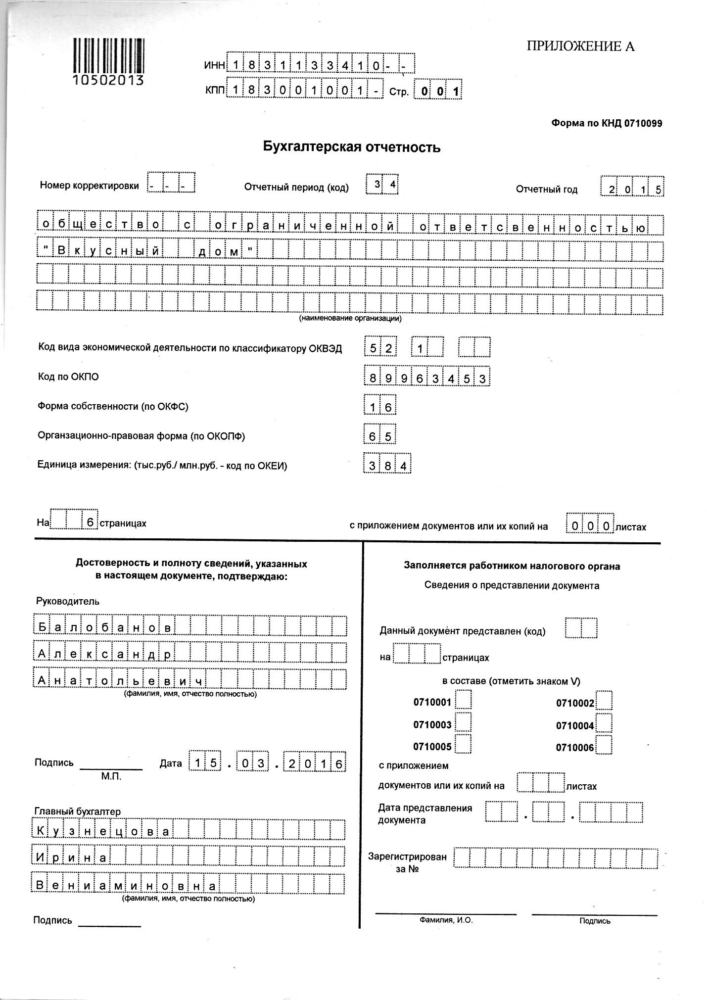 ПРИЛОЖЕНИЕ А
10502013
ИНН 1831133410--
КПП 183001001- Стр. 001
Форма по КНД 0710099
Бухгалтерская отчетность
Номер корректировки --- Отчетный период (код) 34 Отчетный год 2015
общество с ограниченной ответсвенностью
"Вкусный дом"
(наименование организации)
Код вида экономической деятельности по классификатору ОКВЭД 52 1
Код по ОКПО 89963453
Форма собственности (по ОКФС) 16
Органзационно-правовая форма (по ОКОПФ) 65
Единица измерения: (тыс.руб./ млн.руб. - код по ОКЕИ) 384
На 6 страницах с приложением документов или их копий на 000 листах
Достоверность и полноту сведений, указанных
в настоящем документе, подтверждаю:
Руководитель
Балобанов
Александр
Анатольевич
(фамилия, имя, отчество полностью)
Подпись Дата 15.03.2016
М.П.
Главный бухгалтер
Кузнецова
Ирина
Вениаминовна
(фамилия, имя, отчество полностью)
Подпись
Заполняется работником налогового органа
Сведения о представлении документа
Данный документ представлен (код)
на страницах
в составе (отметить знаком V)
0710001 0710002
0710003 0710004
0710005 0710006
с приложением
документов или их копий на листах
Дата представления . .
документа
Зарегистрирован
за №
Фамилия, И.О. Подпись